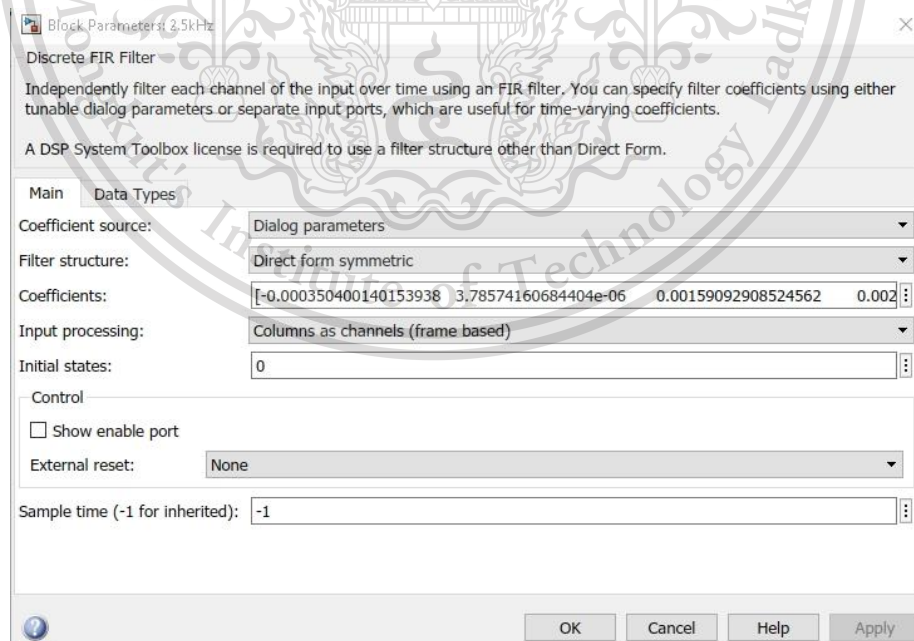 Block Parameters: 2.5kHz
Discrete FIR Filter
Independently filter each channel of the input over time using an FIR filter. You can specify filter coefficients using either
tunable dialog parameters or separate input ports, which are useful for time-varying coefficients.
A DSP System Toolbox license is required to use a filter structure other than Direct Form.
Main Data Types
Coefficient source: Dialog parameters
Filter structure: Direct form symmetric
Coefficients: [-0.000350400140153938 3.78574160684404e-06 0.00159092908524562 0.002
Input processing: Columns as channels (frame based)
Initial states: 0
Control
Show enable port
External reset: None
Sample time (-1 for inherited): -1
OK Cancel Help Apply
Institute of Technology